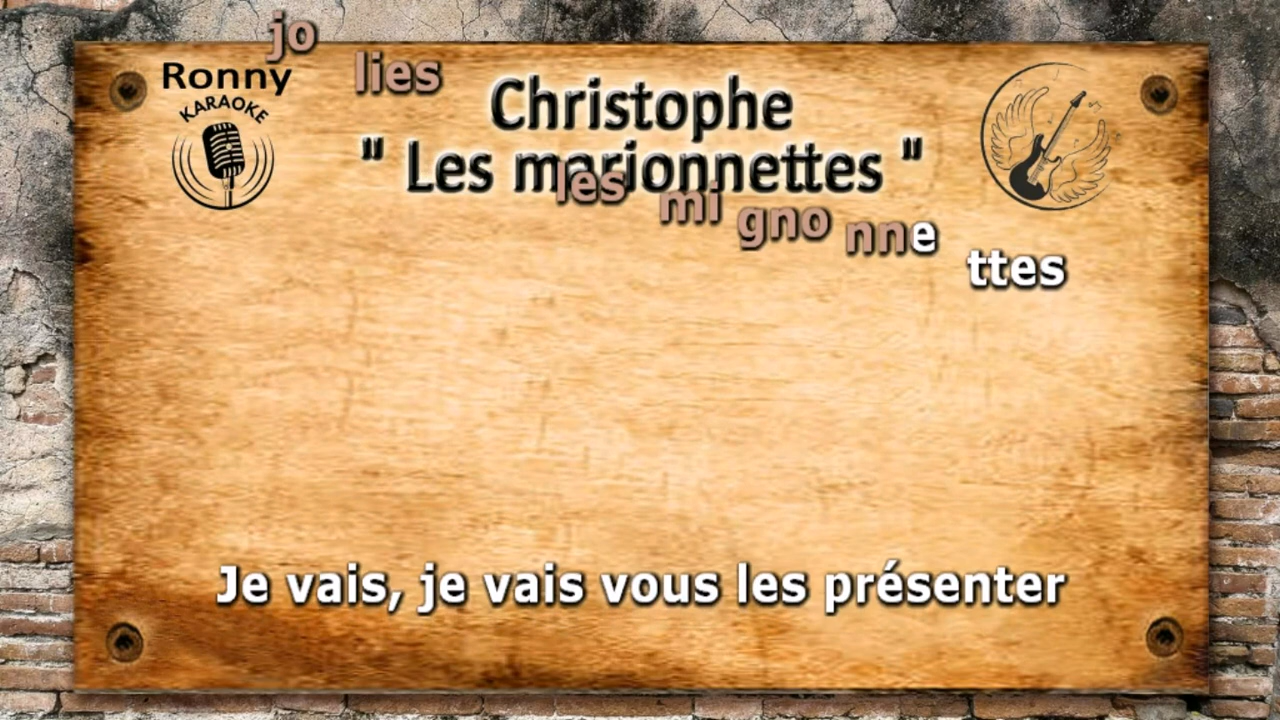 jo lies
Ronny
KARAOKE
Christophe
" Les marionnettes "
les mi gno nne ttes
Je vais, je vais vous les présenter